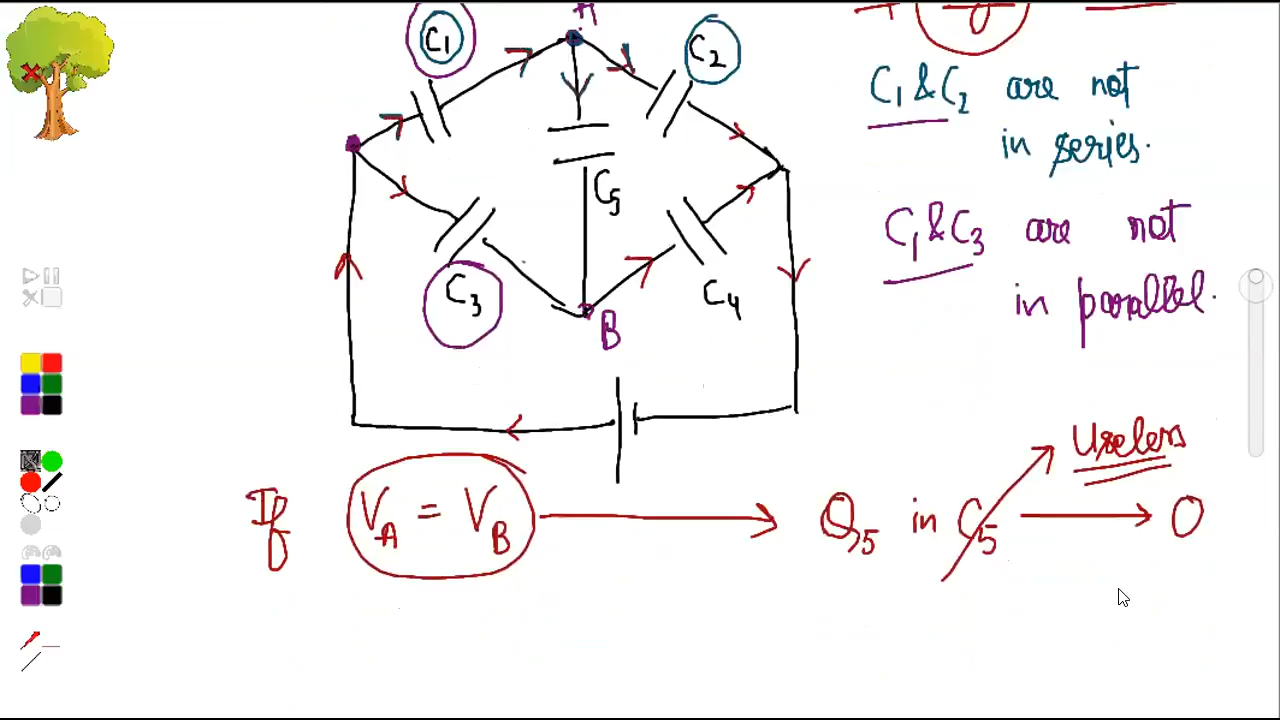 A
C1
C2
C5
C3
C4
B
C1 & C2 are not
in series.
C1 & C3 are not
in parallel.
If VA = VB → Q5 in C5 → 0
Useless